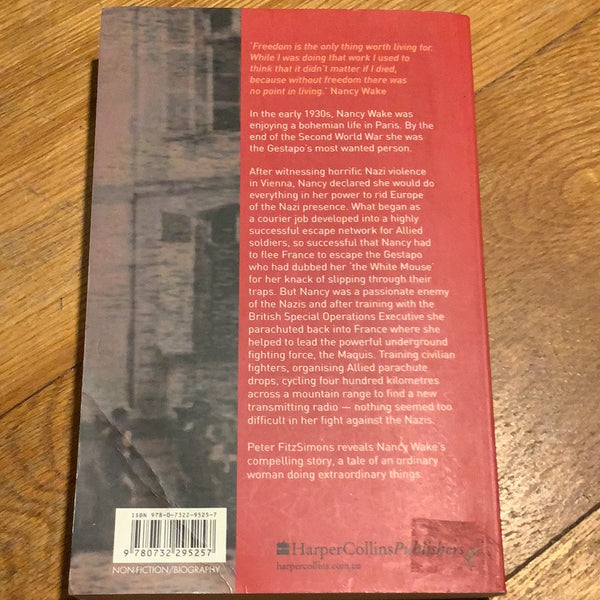 'Freedom is the only thing worth living for.
While I was doing that work I used to
think that it didn't matter if I died,
because without freedom there was
no point in living.' Nancy Wake
In the early 1930s, Nancy Wake was
enjoying a bohemian life in Paris. By the
end of the Second World War she was
the Gestapo's most wanted person.
After witnessing horrific Nazi violence
in Vienna, Nancy declared she would do
everything in her power to rid Europe
of the Nazi presence. What began as
a courier job developed into a highly
successful escape network for Allied
soldiers, so successful that Nancy had
to flee France to escape the Gestapo
who had dubbed her 'the White Mouse'
for her knack of slipping through their
traps. But Nancy was a passionate enemy
of the Nazis and after training with the
British Special Operations Executive she
parachuted back into France where she
helped to lead the powerful underground
fighting force, the Maquis. Training civilian
fighters, organising Allied parachute
drops, cycling four hundred kilometres
across a mountain range to find a new
transmitting radio — nothing seemed too
difficult in her fight against the Nazis.
Peter FitzSimons reveals Nancy Wake's
compelling story, a tale of an ordinary
woman doing extraordinary things.
ISBN 978-0-7322-9525-7
9 780732 295257
NON-FICTION/BIOGRAPHY
HarperCollinsPublishers
harpercollins.com.au